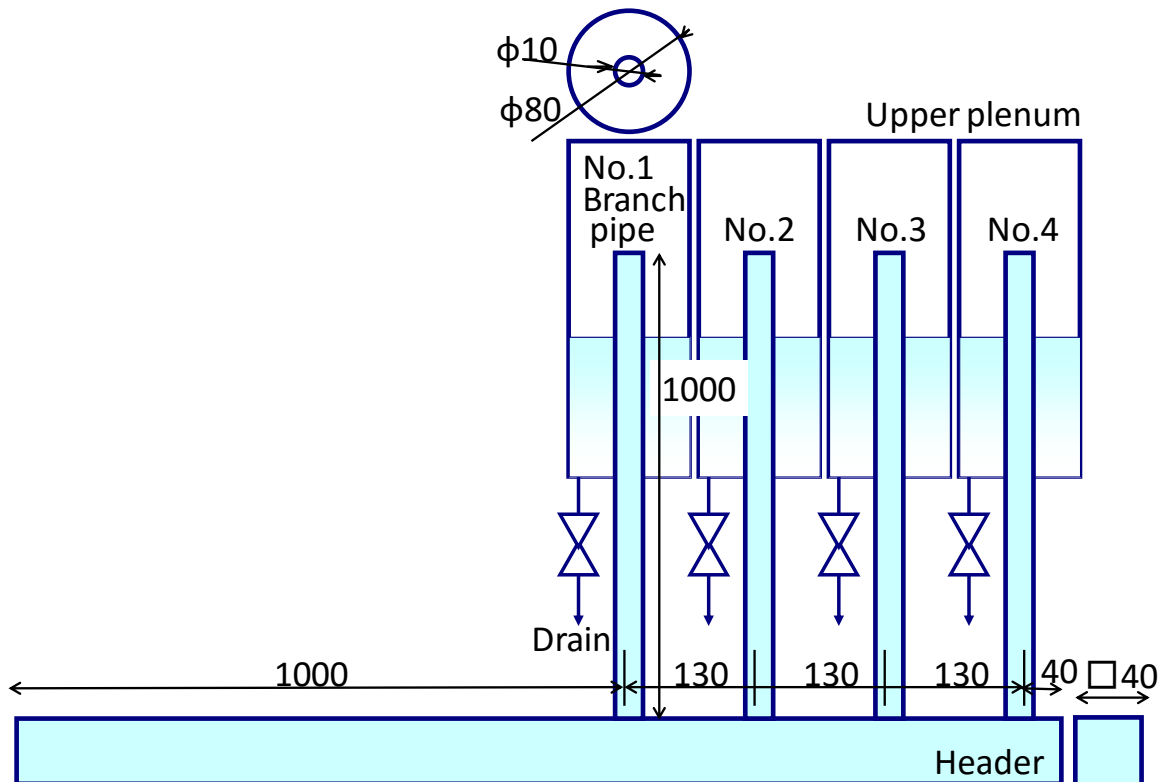 ϕ10
ϕ80
Upper plenum
No.1
Branch
pipe
No.2
No.3
No.4
1000
Drain
1000
130
130
130
40
□40
Header